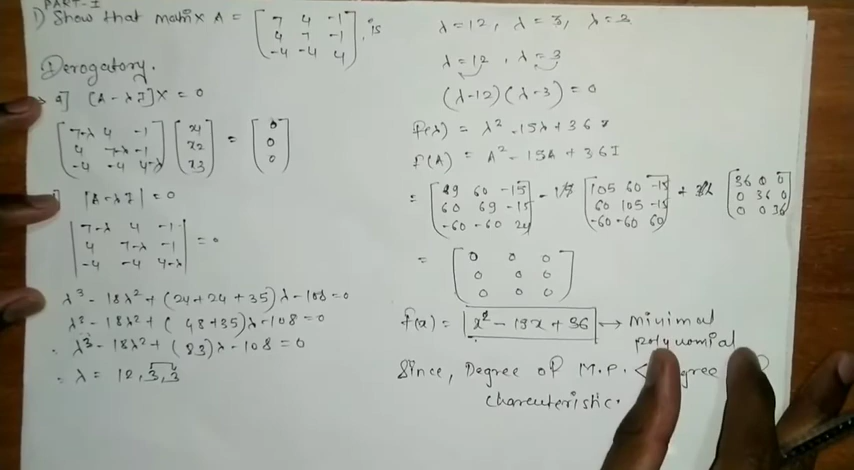 PART-I
1) Show that matrix A = [7 4 -1; 4 7 -1; -4 -4 4], is
Derogatory.
→ a] [A - λI]X = 0
[7-λ 4 -1; 4 7-λ -1; -4 -4 4-λ] [x1; x2; x3] = [0; 0; 0]
] |A-λI| = 0
|7-λ 4 -1; 4 7-λ -1; -4 -4 4-λ| = 0
λ³ - 18λ² + (24+24+35)λ - 108 = 0
λ³ - 18λ² + (48+35)λ - 108 = 0
∴ λ³ - 18λ² + (83)λ - 108 = 0
∴ λ = 12, 3, 3
λ = 12, λ = 3, λ = 3
λ = 12, λ = 3
(λ-12)(λ-3) = 0
f(λ) = λ² - 15λ + 36
f(A) = A² - 15A + 36I
= [69 60 -15; 60 69 -15; -60 -60 24] - [105 60 -15; 60 105 -15; -60 -60 60] + [36 0 0; 0 36 0; 0 0 36]
= [0 0 0; 0 0 0; 0 0 0]
f(x) = x² - 15x + 36 → Minimal
polynomial
Since, Degree of M.P. < Degree
charcuteristic.